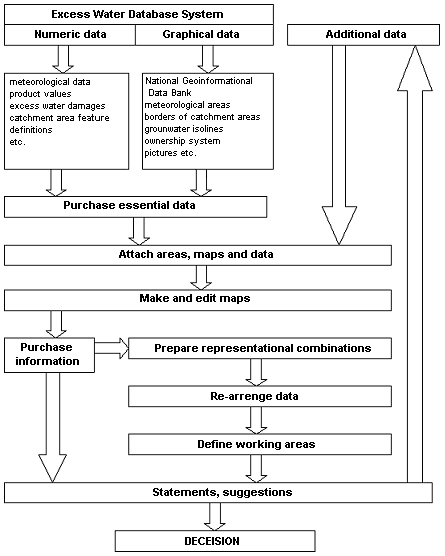 Excess Water Database System
Numeric data
Graphical data
Additional data
meteorological data
product values
excess water damages
catchment area feature
definitions
etc.
National Geoinformational
Data Bank
meteorological areas
borders of catchment areas
grounwater isolines
ownership system
pictures etc.
Purchase essential data
Attach areas, maps and data
Make and edit maps
Purchase
information
Prepare representational combinations
Re-arrenge data
Define working areas
Statements, suggestions
DECEISION